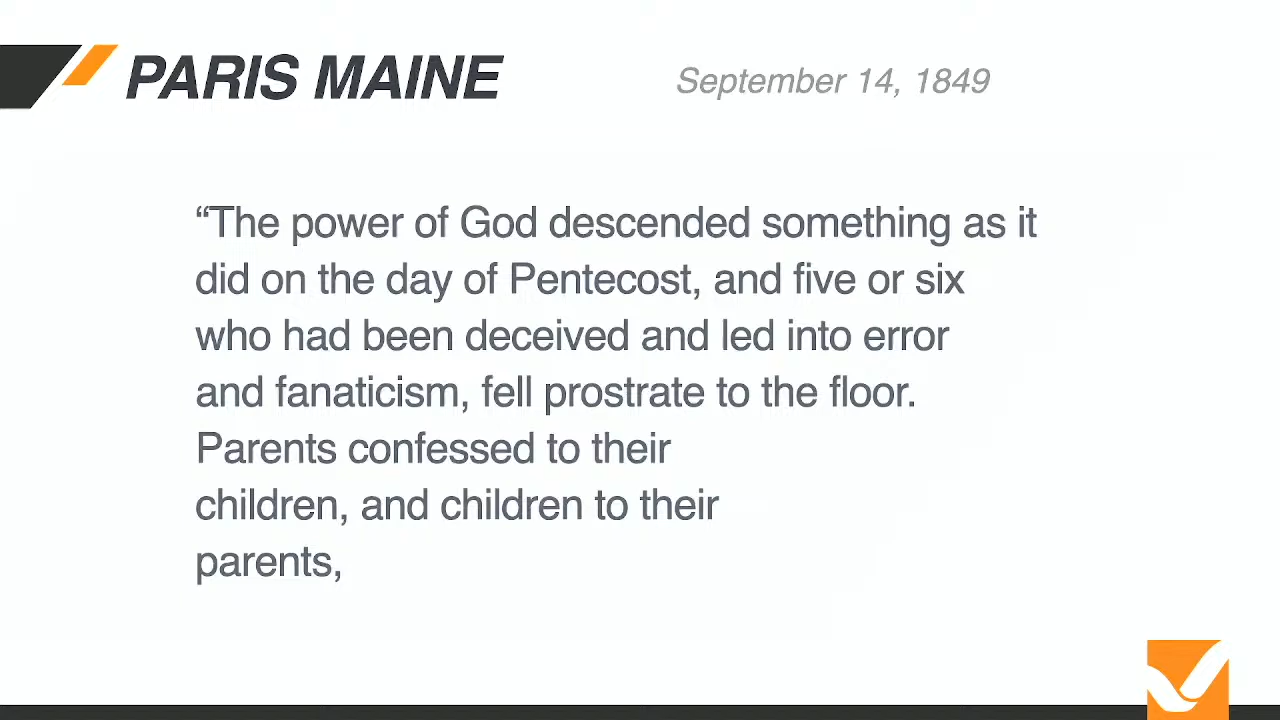 PARIS MAINE
September 14, 1849
“The power of God descended something as it
did on the day of Pentecost, and five or six
who had been deceived and led into error
and fanaticism, fell prostrate to the floor.
Parents confessed to their
children, and children to their
parents,